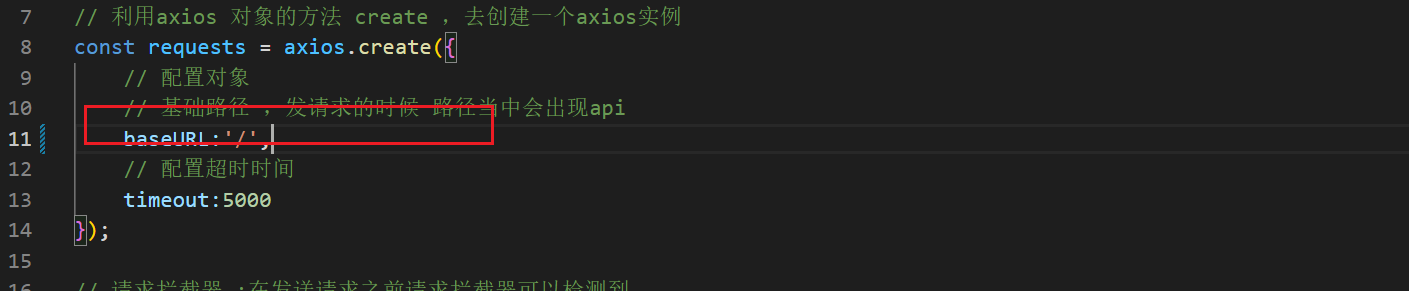 7 // 利用axios 对象的方法 create ，去创建一个axios实例
8 const requests = axios.create({
9 // 配置对象
10 // 基础路径 ，发请求的时候 路径当中会出现api
11 baseURL:'/',
12 // 配置超时时间
13 timeout:5000
14 });
15
16 // 请求拦截器 :在发送请求之前请求拦截器可以检测到